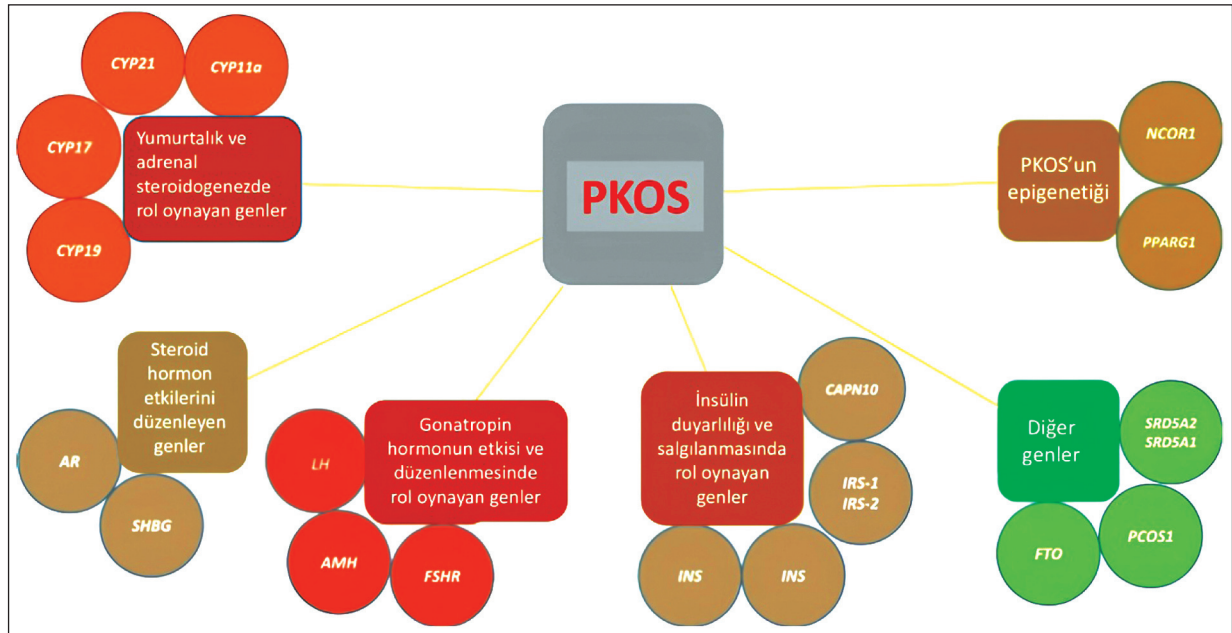 CYP21
CYP11a
CYP17
CYP19
Yumurtalık ve
adrenal
steroidogenezde
rol oynayan genler
PKOS
PKOS'un
epigenetiği
NCOR1
PPARG1
Steroid
hormon
etkilerini
düzenleyen
genler
AR
SHBG
Gonatropin
hormonun etkisi ve
düzenlenmesinde
rol oynayan genler
LH
AMH
FSHR
İnsülin
duyarlılığı ve
salgılanmasında
rol oynayan
genler
CAPN10
IRS-1
IRS-2
INS
INS
Diğer
genler
SRD5A2
SRD5A1
PCOS1
FTO